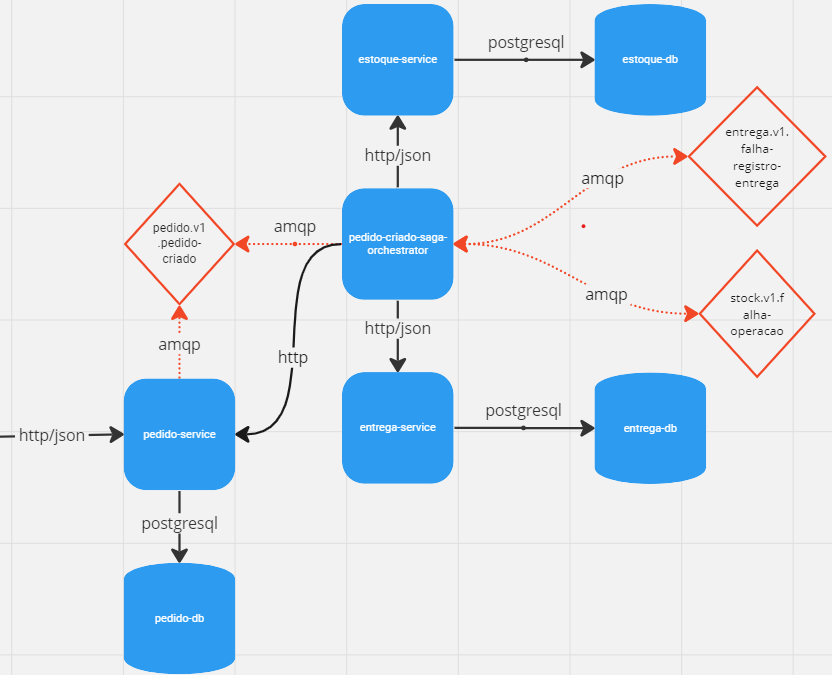 postgresql
estoque-service
estoque-db
http/json
entrega.v1.
falha-
registro-
entrega
amqp
pedido.v1
.pedido-
criado
amqp
pedido-criado-saga-
orchestrator
amqp
stock.v1.f
alha-
operacao
http/json
amqp
http
postgresql
http/json
pedido-service
entrega-service
entrega-db
postgresql
pedido-db